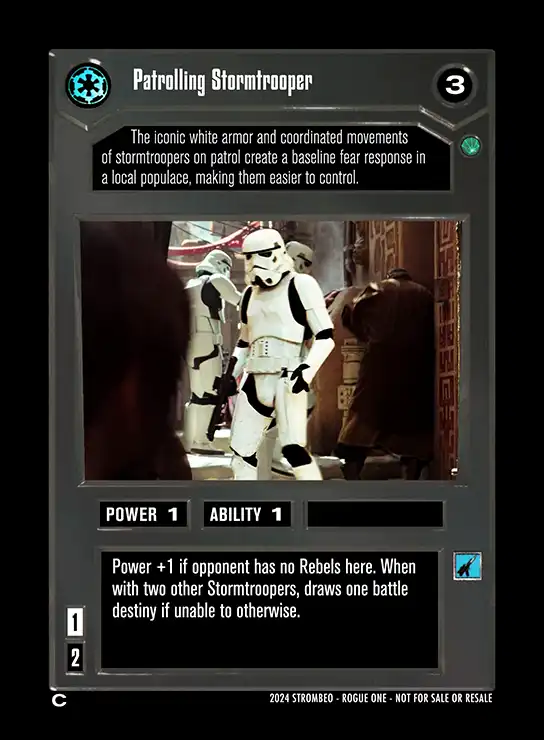 Patrolling Stormtrooper
3
The iconic white armor and coordinated movements
of stormtroopers on patrol create a baseline fear response in
a local populace, making them easier to control.
POWER 1
ABILITY 1
Power +1 if opponent has no Rebels here. When
with two other Stormtroopers, draws one battle
destiny if unable to otherwise.
1
2
C
2024 STROMBEO - ROGUE ONE - NOT FOR SALE OR RESALE